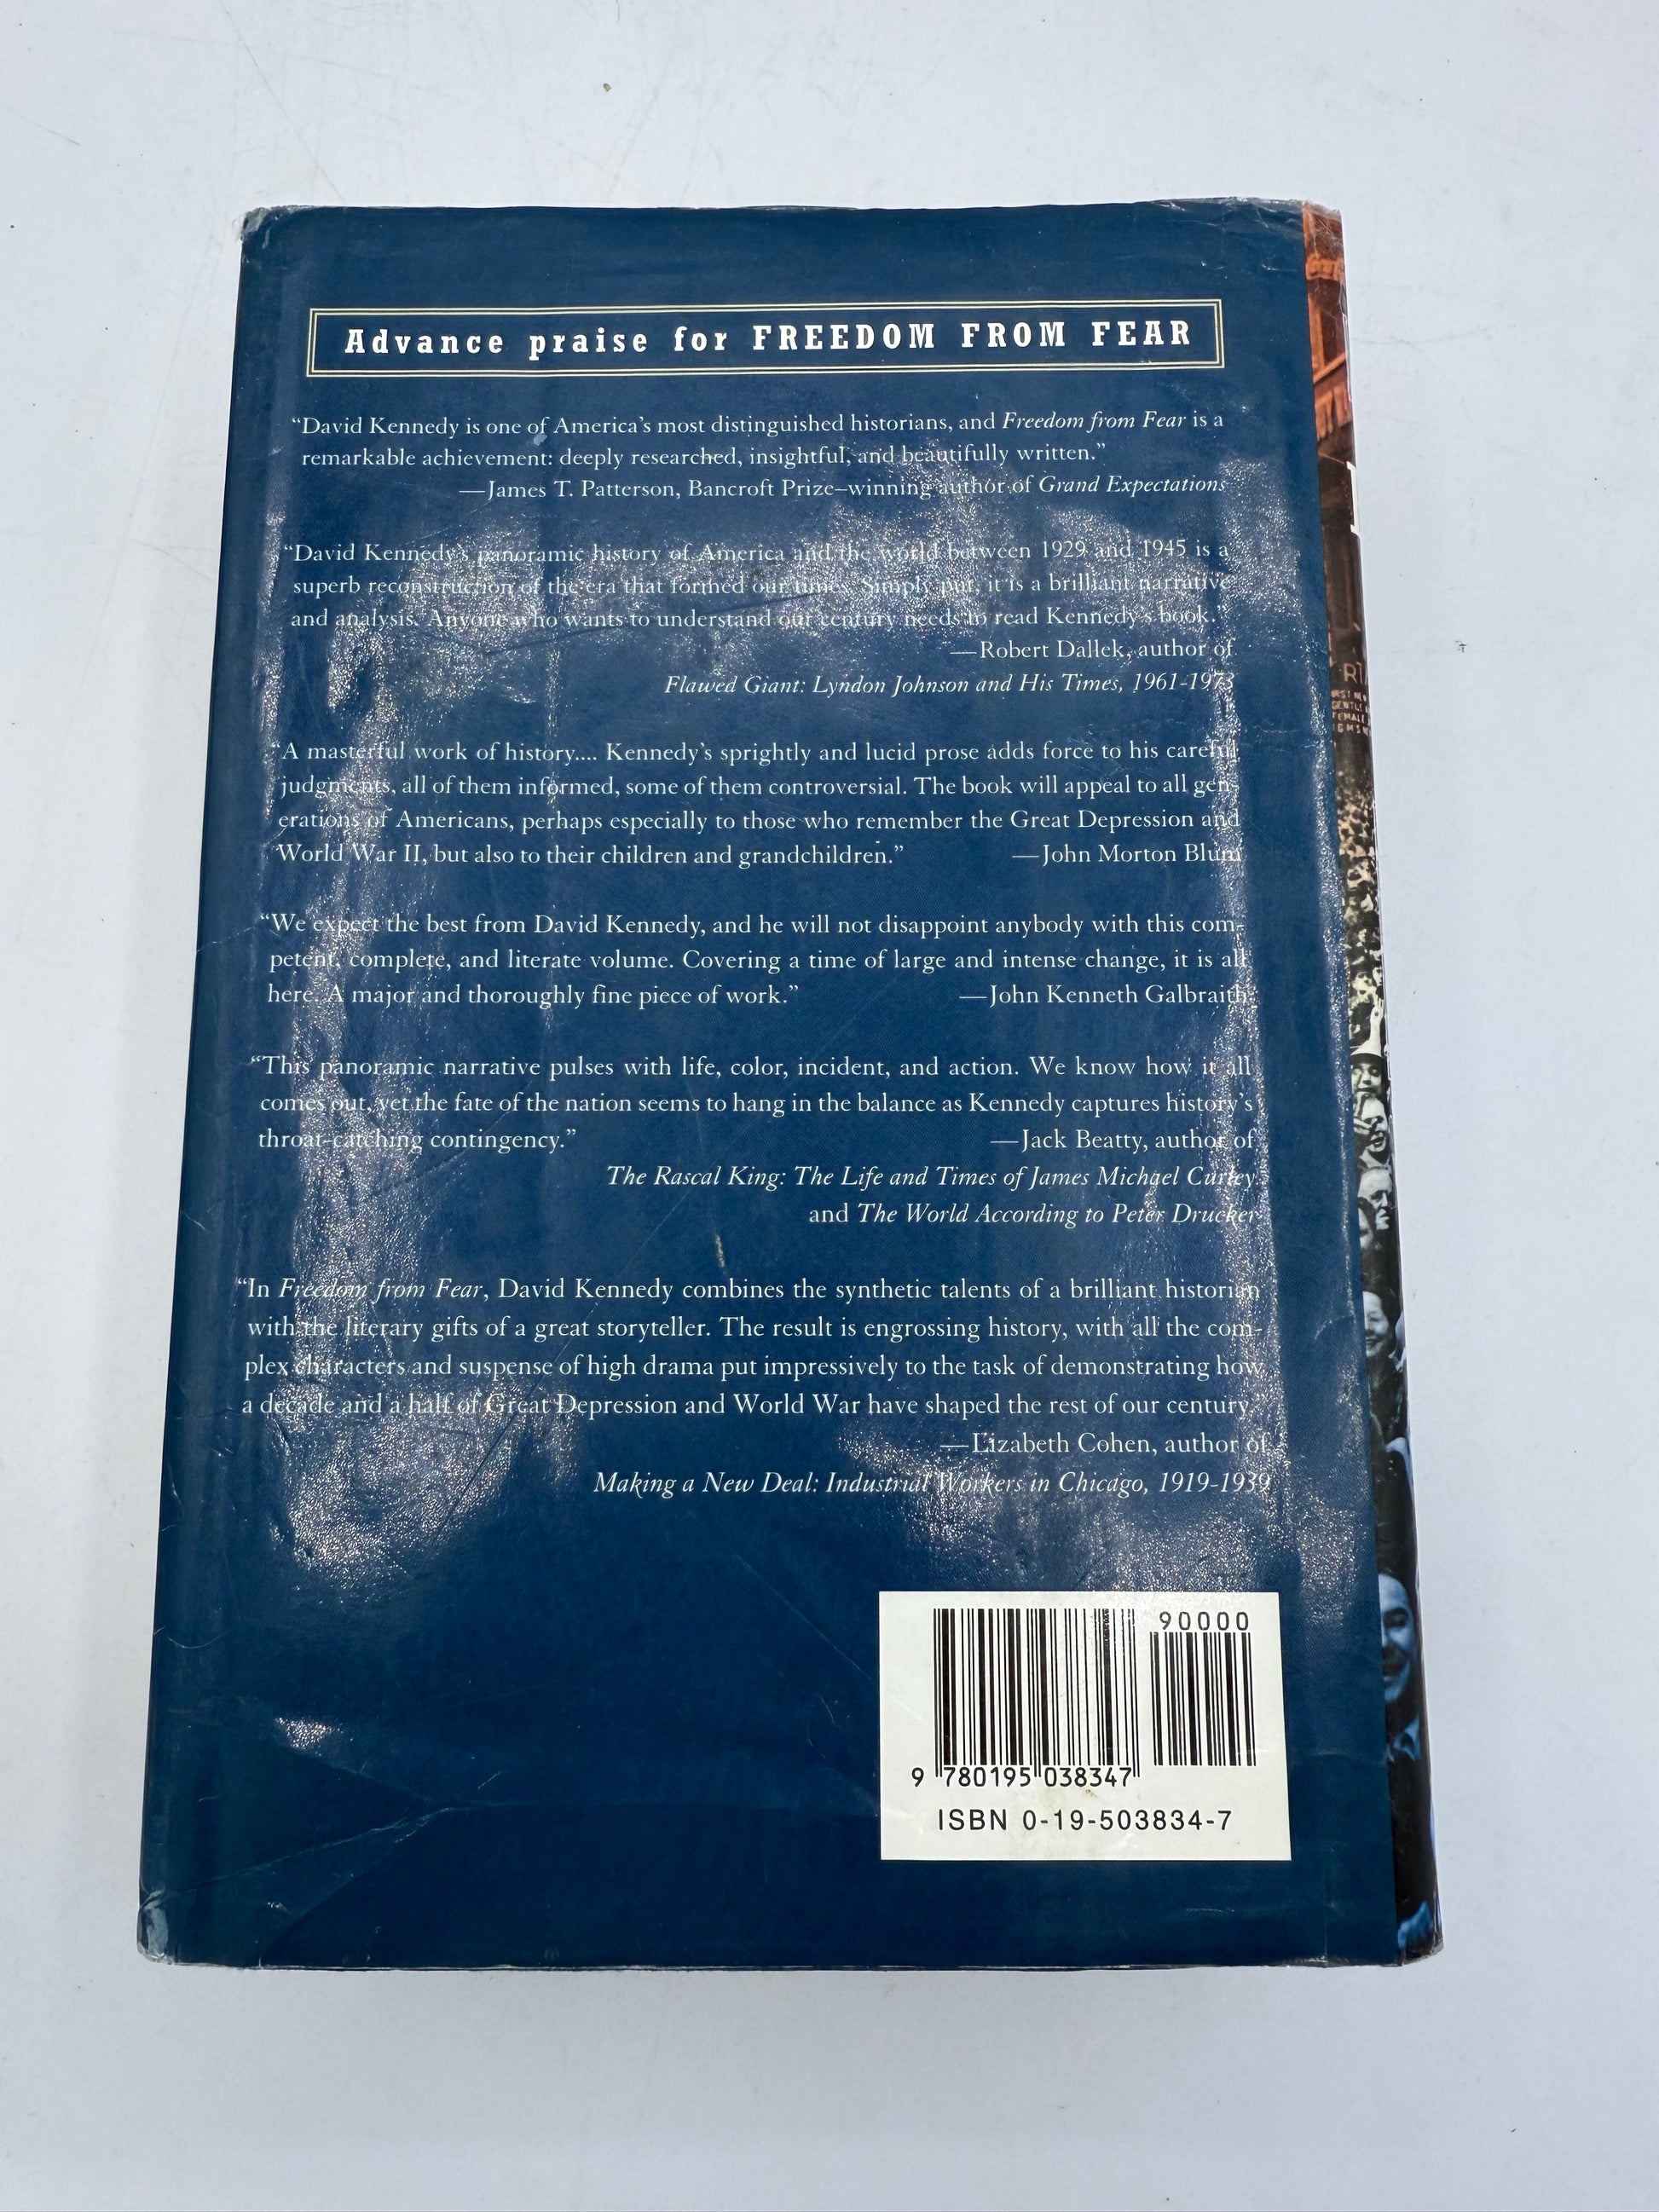 Advance praise for FREEDOM FROM FEAR
“David Kennedy is one of America’s most distinguished historians, and Freedom from Fear is a
remarkable achievement: deeply researched, insightful, and beautifully written.”
—James T. Patterson, Bancroft Prize–winning author of Grand Expectations
“David Kennedy’s panoramic history of America and the world between 1929 and 1945 is a
superb reconstruction of the era that formed our times. Simply put, it is a brilliant narrative
and analysis. Anyone who wants to understand our century needs to read Kennedy’s book.”
—Robert Dallek, author of
Flawed Giant: Lyndon Johnson and His Times, 1961-1973
“A masterful work of history.... Kennedy’s sprightly and lucid prose adds force to his careful
judgments, all of them informed, some of them controversial. The book will appeal to all gen-
erations of Americans, perhaps especially to those who remember the Great Depression and
World War II, but also to their children and grandchildren.” —John Morton Blum
“We expect the best from David Kennedy, and he will not disappoint anybody with this com-
petent, complete, and literate volume. Covering a time of large and intense change, it is all
here. A major and thoroughly fine piece of work.” —John Kenneth Galbraith
“This panoramic narrative pulses with life, color, incident, and action. We know how it all
comes out, yet the fate of the nation seems to hang in the balance as Kennedy captures history’s
throat-catching contingency.” —Jack Beatty, author of
The Rascal King: The Life and Times of James Michael Curley
and The World According to Peter Drucker
“In Freedom from Fear, David Kennedy combines the synthetic talents of a brilliant historian
with the literary gifts of a great storyteller. The result is engrossing history, with all the com-
plex characters and suspense of high drama put impressively to the task of demonstrating how
a decade and a half of Great Depression and World War have shaped the rest of our century.
—Lizabeth Cohen, author of
Making a New Deal: Industrial Workers in Chicago, 1919-1939
90000
9 780195 038347
ISBN 0-19-503834-7